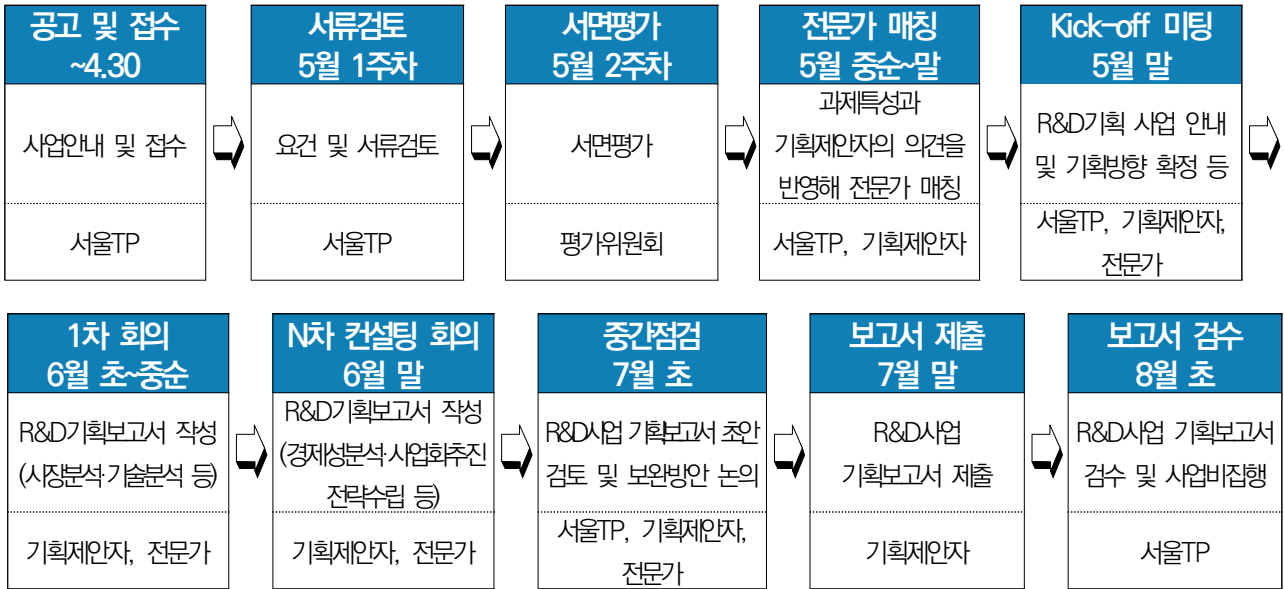 공고 및 접수
~4.30
사업안내 및 접수
서울TP
서류검토
5월 1주차
요건 및 서류검토
서울TP
서면평가
5월 2주차
서면평가
평가위원회
전문가 매칭
5월 중순~말
과제특성과
기획제안자의 의견을
반영해 전문가 매칭
서울TP, 기획제안자
Kick-off 미팅
5월 말
R&D기획 사업 안내
및 기획방향 확정 등
서울TP, 기획제안자,
전문가
1차 회의
6월 초~중순
R&D기획보고서 작성
(시장분석·기술분석 등)
기획제안자, 전문가
N차 컨설팅 회의
6월 말
R&D기획보고서 작성
(경제성분석·사업화추진
전략수립 등)
기획제안자, 전문가
중간점검
7월 초
R&D사업 기획보고서 초안
검토 및 보완방안 논의
서울TP, 기획제안자,
전문가
보고서 제출
7월 말
R&D사업
기획보고서 제출
기획제안자
보고서 검수
8월 초
R&D사업 기획보고서
검수 및 사업비집행
서울TP